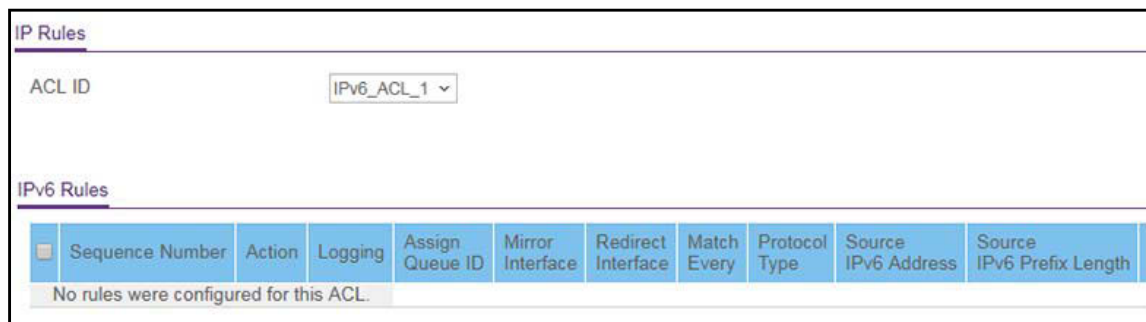 IP Rules
ACL ID
IPv6_ACL_1
IPv6 Rules
Sequence Number
Action
Logging
Assign
Queue ID
Mirror
Interface
Redirect
Interface
Match
Every
Protocol
Type
Source
IPv6 Address
Source
IPv6 Prefix Length
No rules were configured for this ACL.